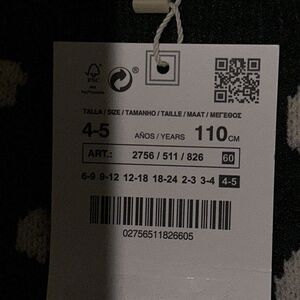 FSC
TALLA / SIZE / TAMANHO / TAILLE / MAAT / ΜΕΓΕΘΟΣ
4-5 AÑOS / YEARS 110 CM
ART.: 2756 / 511 / 826 60
6-9 9-12 12-18 18-24 2-3 3-4 4-5
02756511826605